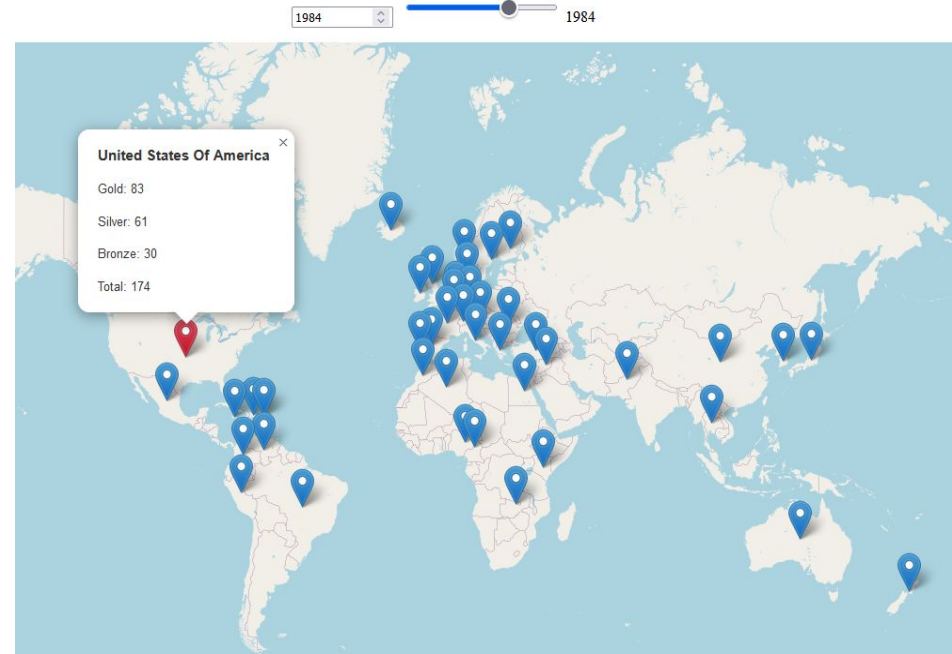 1984
1984
×
United States Of America
Gold: 83
Silver: 61
Bronze: 30
Total: 174